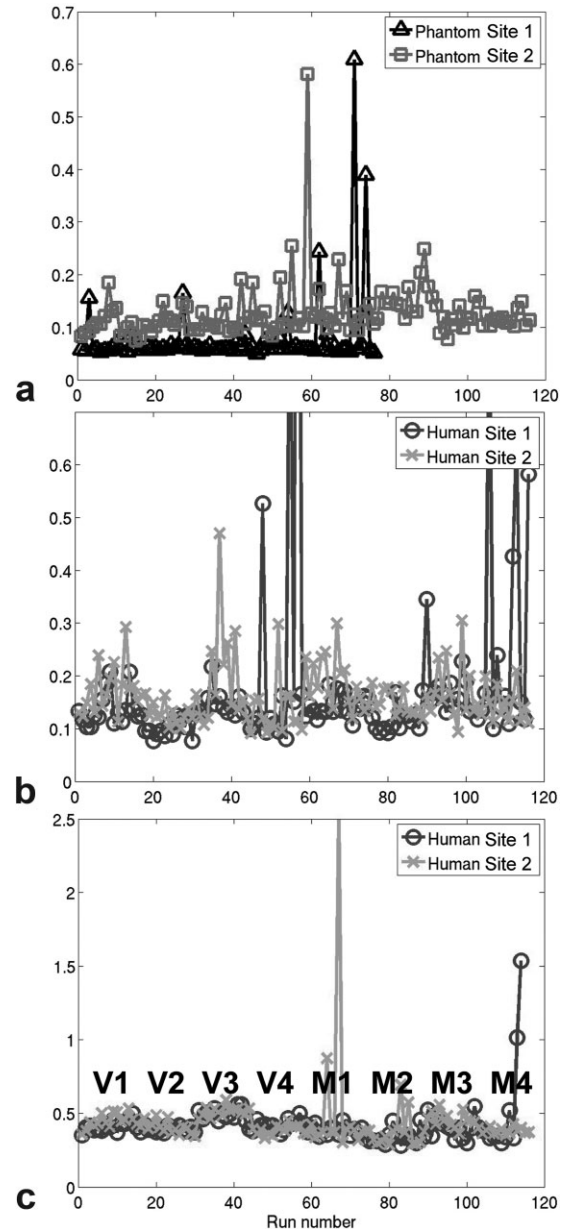 0.7
0.6
0.5
0.4
0.3
0.2
0.1
0
Phantom Site 1
Phantom Site 2
0 20 40 60 80 100 120
a
0.6
0.5
0.4
0.3
0.2
0.1
0
Human Site 1
Human Site 2
0 20 40 60 80 100 120
b
2.5
2
1.5
1
0.5
0
Human Site 1
Human Site 2
V1 V2 V3 V4 M1 M2 M3 M4
0 20 40 60 80 100 120
Run number
c